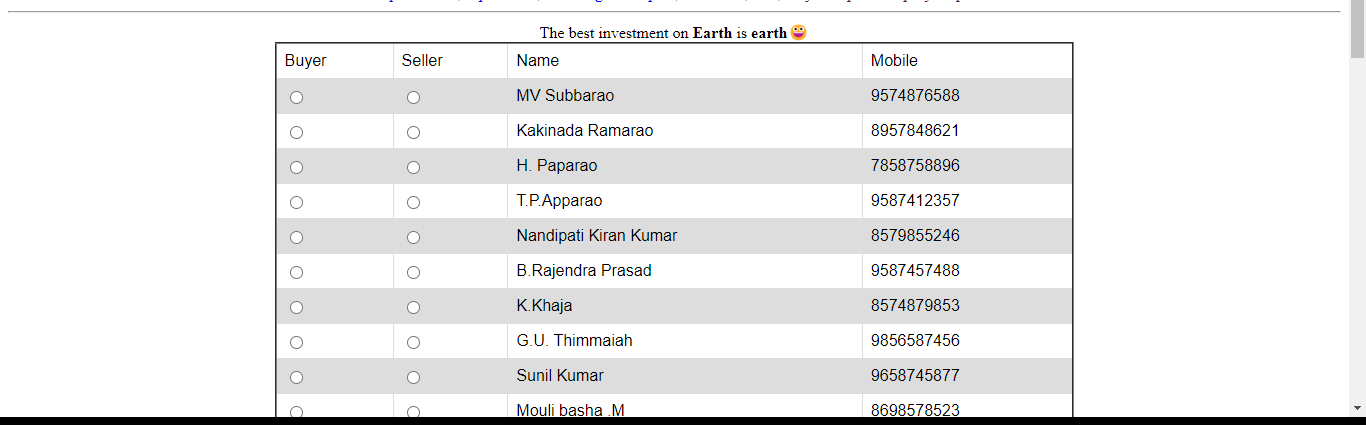 The best investment on Earth is earth
Buyer Seller Name Mobile
MV Subbarao 9574876588
Kakinada Ramarao 8957848621
H. Paparao 7858758896
T.P.Apparao 9587412357
Nandipati Kiran Kumar 8579855246
B.Rajendra Prasad 9587457488
K.Khaja 8574879853
G.U. Thimmaiah 9856587456
Sunil Kumar 9658745877
Mouli basha .M 8698578523